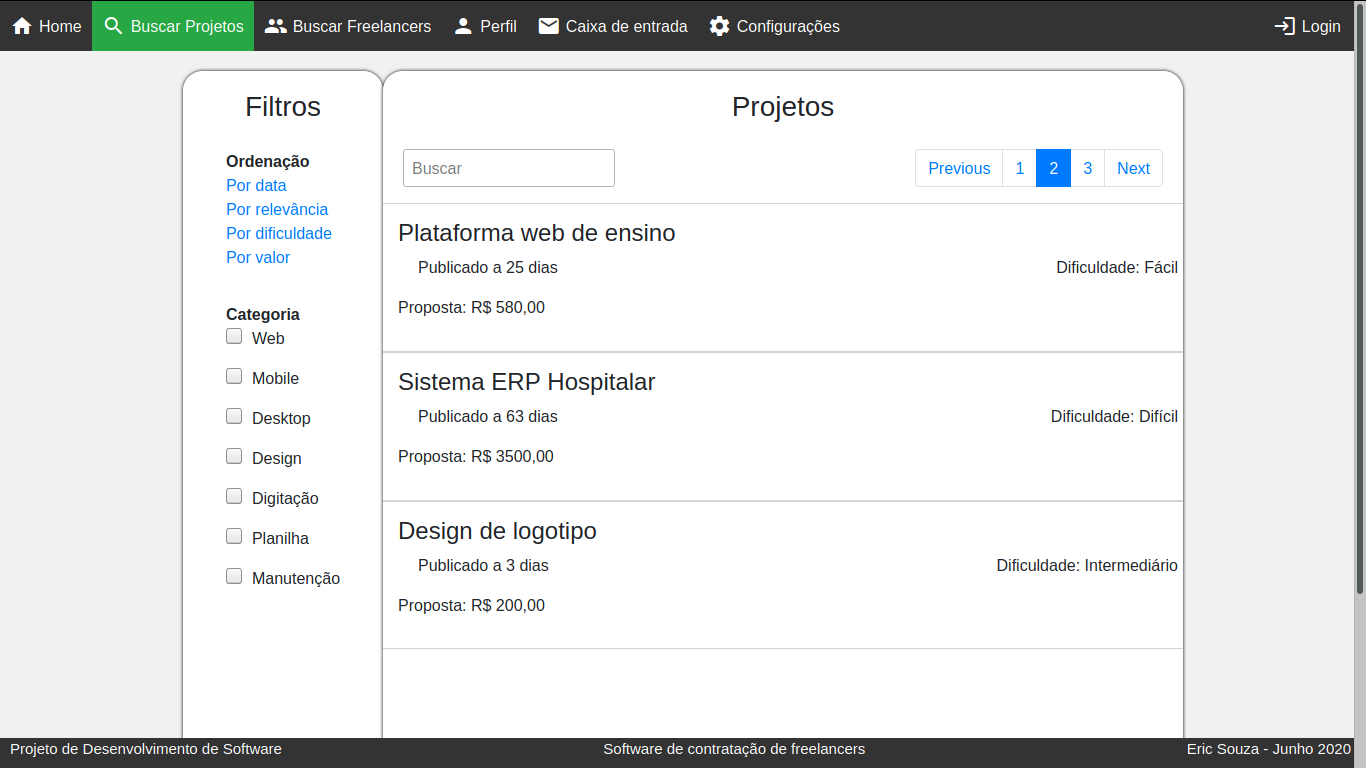 Home
Buscar Projetos
Buscar Freelancers
Perfil
Caixa de entrada
Configurações
Login
Filtros
Ordenação
Por data
Por relevância
Por dificuldade
Por valor
Categoria
Web
Mobile
Desktop
Design
Digitação
Planilha
Manutenção
Projetos
Buscar
Previous 1 2 3 Next
Plataforma web de ensino
Publicado a 25 dias
Dificuldade: Fácil
Proposta: R$ 580,00
Sistema ERP Hospitalar
Publicado a 63 dias
Dificuldade: Difícil
Proposta: R$ 3500,00
Design de logotipo
Publicado a 3 dias
Dificuldade: Intermediário
Proposta: R$ 200,00
Projeto de Desenvolvimento de Software
Software de contratação de freelancers
Eric Souza - Junho 2020